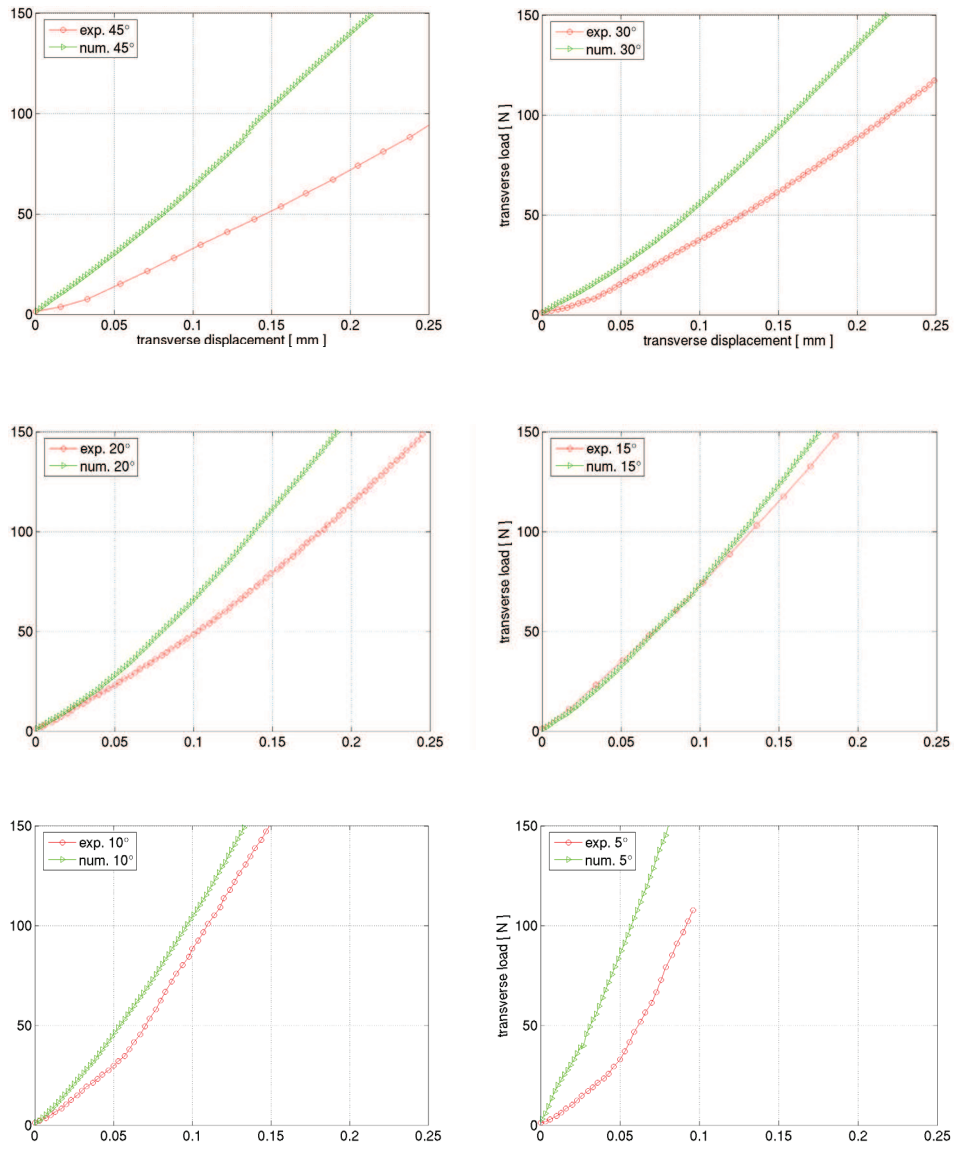 150
100
50
0
exp. 45°
num. 45°
0 0.05 0.1 0.15 0.2 0.25
transverse displacement [ mm ]
150
100
50
0
transverse load [ N ]
exp. 30°
num. 30°
0 0.05 0.1 0.15 0.2 0.25
transverse displacement [ mm ]
150
100
50
0
exp. 20°
num. 20°
0 0.05 0.1 0.15 0.2 0.25
150
100
50
0
transverse load [ N ]
exp. 15°
num. 15°
0 0.05 0.1 0.15 0.2 0.25
150
100
50
0
exp. 10°
num. 10°
0 0.05 0.1 0.15 0.2 0.25
150
100
50
0
transverse load [ N ]
exp. 5°
num. 5°
0 0.05 0.1 0.15 0.2 0.25